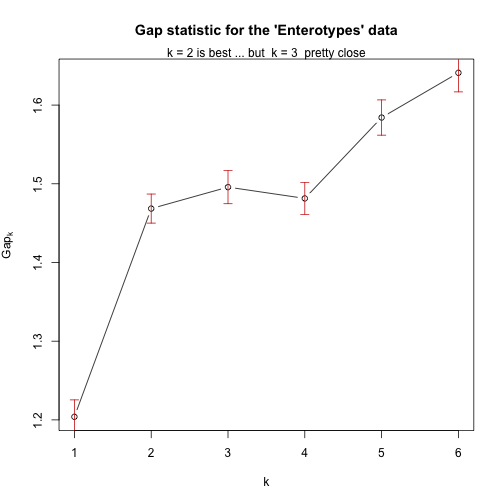 Gap statistic for the 'Enterotypes' data
k = 2 is best ... but  k = 3  pretty close
1.6
1.5
1.4
1.3
1.2
Gapk
1 2 3 4 5 6
k